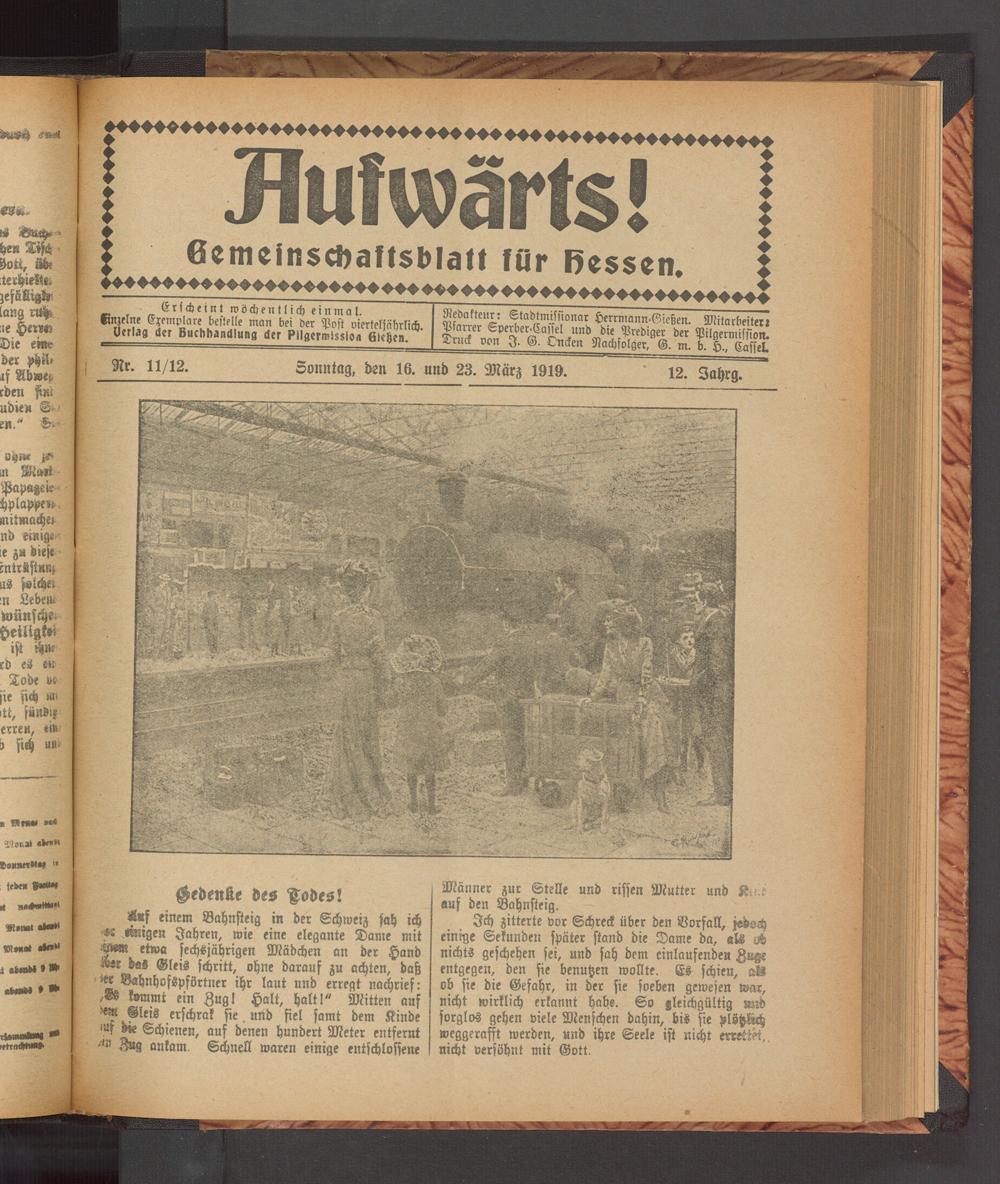 Aufwärts!
Gemeinschaftsblatt für Hessen.
Erscheint wöchentlich einmal.
Einzelne Exemplare bestelle man bei der Post vierteljährlich.
Verlag der Buchhandlung der Pilgermission Gießen.
Redakteur: Stadtmissionar Herrmann-Gießen. Mitarbeiter:
Pfarrer Sperber-Cassel und die Prediger der Pilgermission.
Druck von J. G. Oncken Nachfolger, G. m. b. H., Cassel.
Nr. 11/12.
Sonntag, den 16. und 23. März 1919.
12. Jahrg.
Gedenke des Todes!
Auf einem Bahnsteig in der Schweiz sah ich
vor einigen Jahren, wie eine elegante Dame mit
einem etwa sechsjährigen Mädchen an der Hand
über das Gleis schritt, ohne darauf zu achten, daß
der Bahnhofspförtner ihr laut und erregt nachrief:
„Es kommt ein Zug! Halt, halt!“ Mitten auf
dem Gleis erschrak sie und fiel samt dem Kinde
auf die Schienen, auf denen hundert Meter entfernt
ein Zug ankam. Schnell waren einige entschlossene
Männer zur Stelle und rissen Mutter und Kind
auf den Bahnsteig.
Ich zitterte vor Schreck über den Vorfall, jedoch
einige Sekunden später stand die Dame da, als ob
nichts geschehen sei, und sah dem einlaufenden Zuge
entgegen, den sie benutzen wollte. Es schien, als
ob sie die Gefahr, in der sie soeben gewesen war,
nicht wirklich erkannt habe. So gleichgültig und
sorglos gehen viele Menschen dahin, bis sie plötzlich
weggerafft werden, und ihre Seele ist nicht errettet,
nicht versöhnt mit Gott.